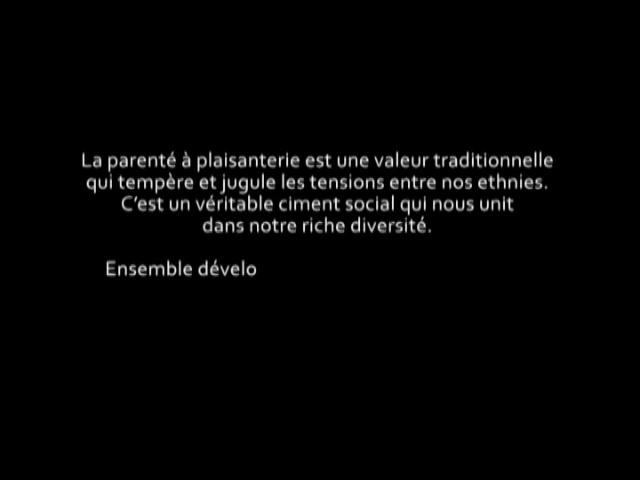 La parenté à plaisanterie est une valeur traditionnelle
qui tempère et jugule les tensions entre nos ethnies.
C'est un véritable ciment social qui nous unit
dans notre riche diversité.
Ensemble dévelo